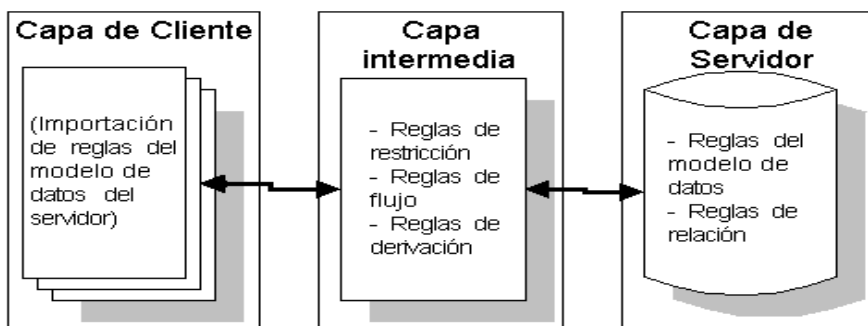 Capa de Cliente
(Importación
de reglas del
modelo de
datos del
servidor)
Capa
intermedia
- Reglas de
restricción
- Reglas de
flujo
- Reglas de
derivación
Capa de
Servidor
- Reglas del
modelo de
datos
- Reglas de
relación